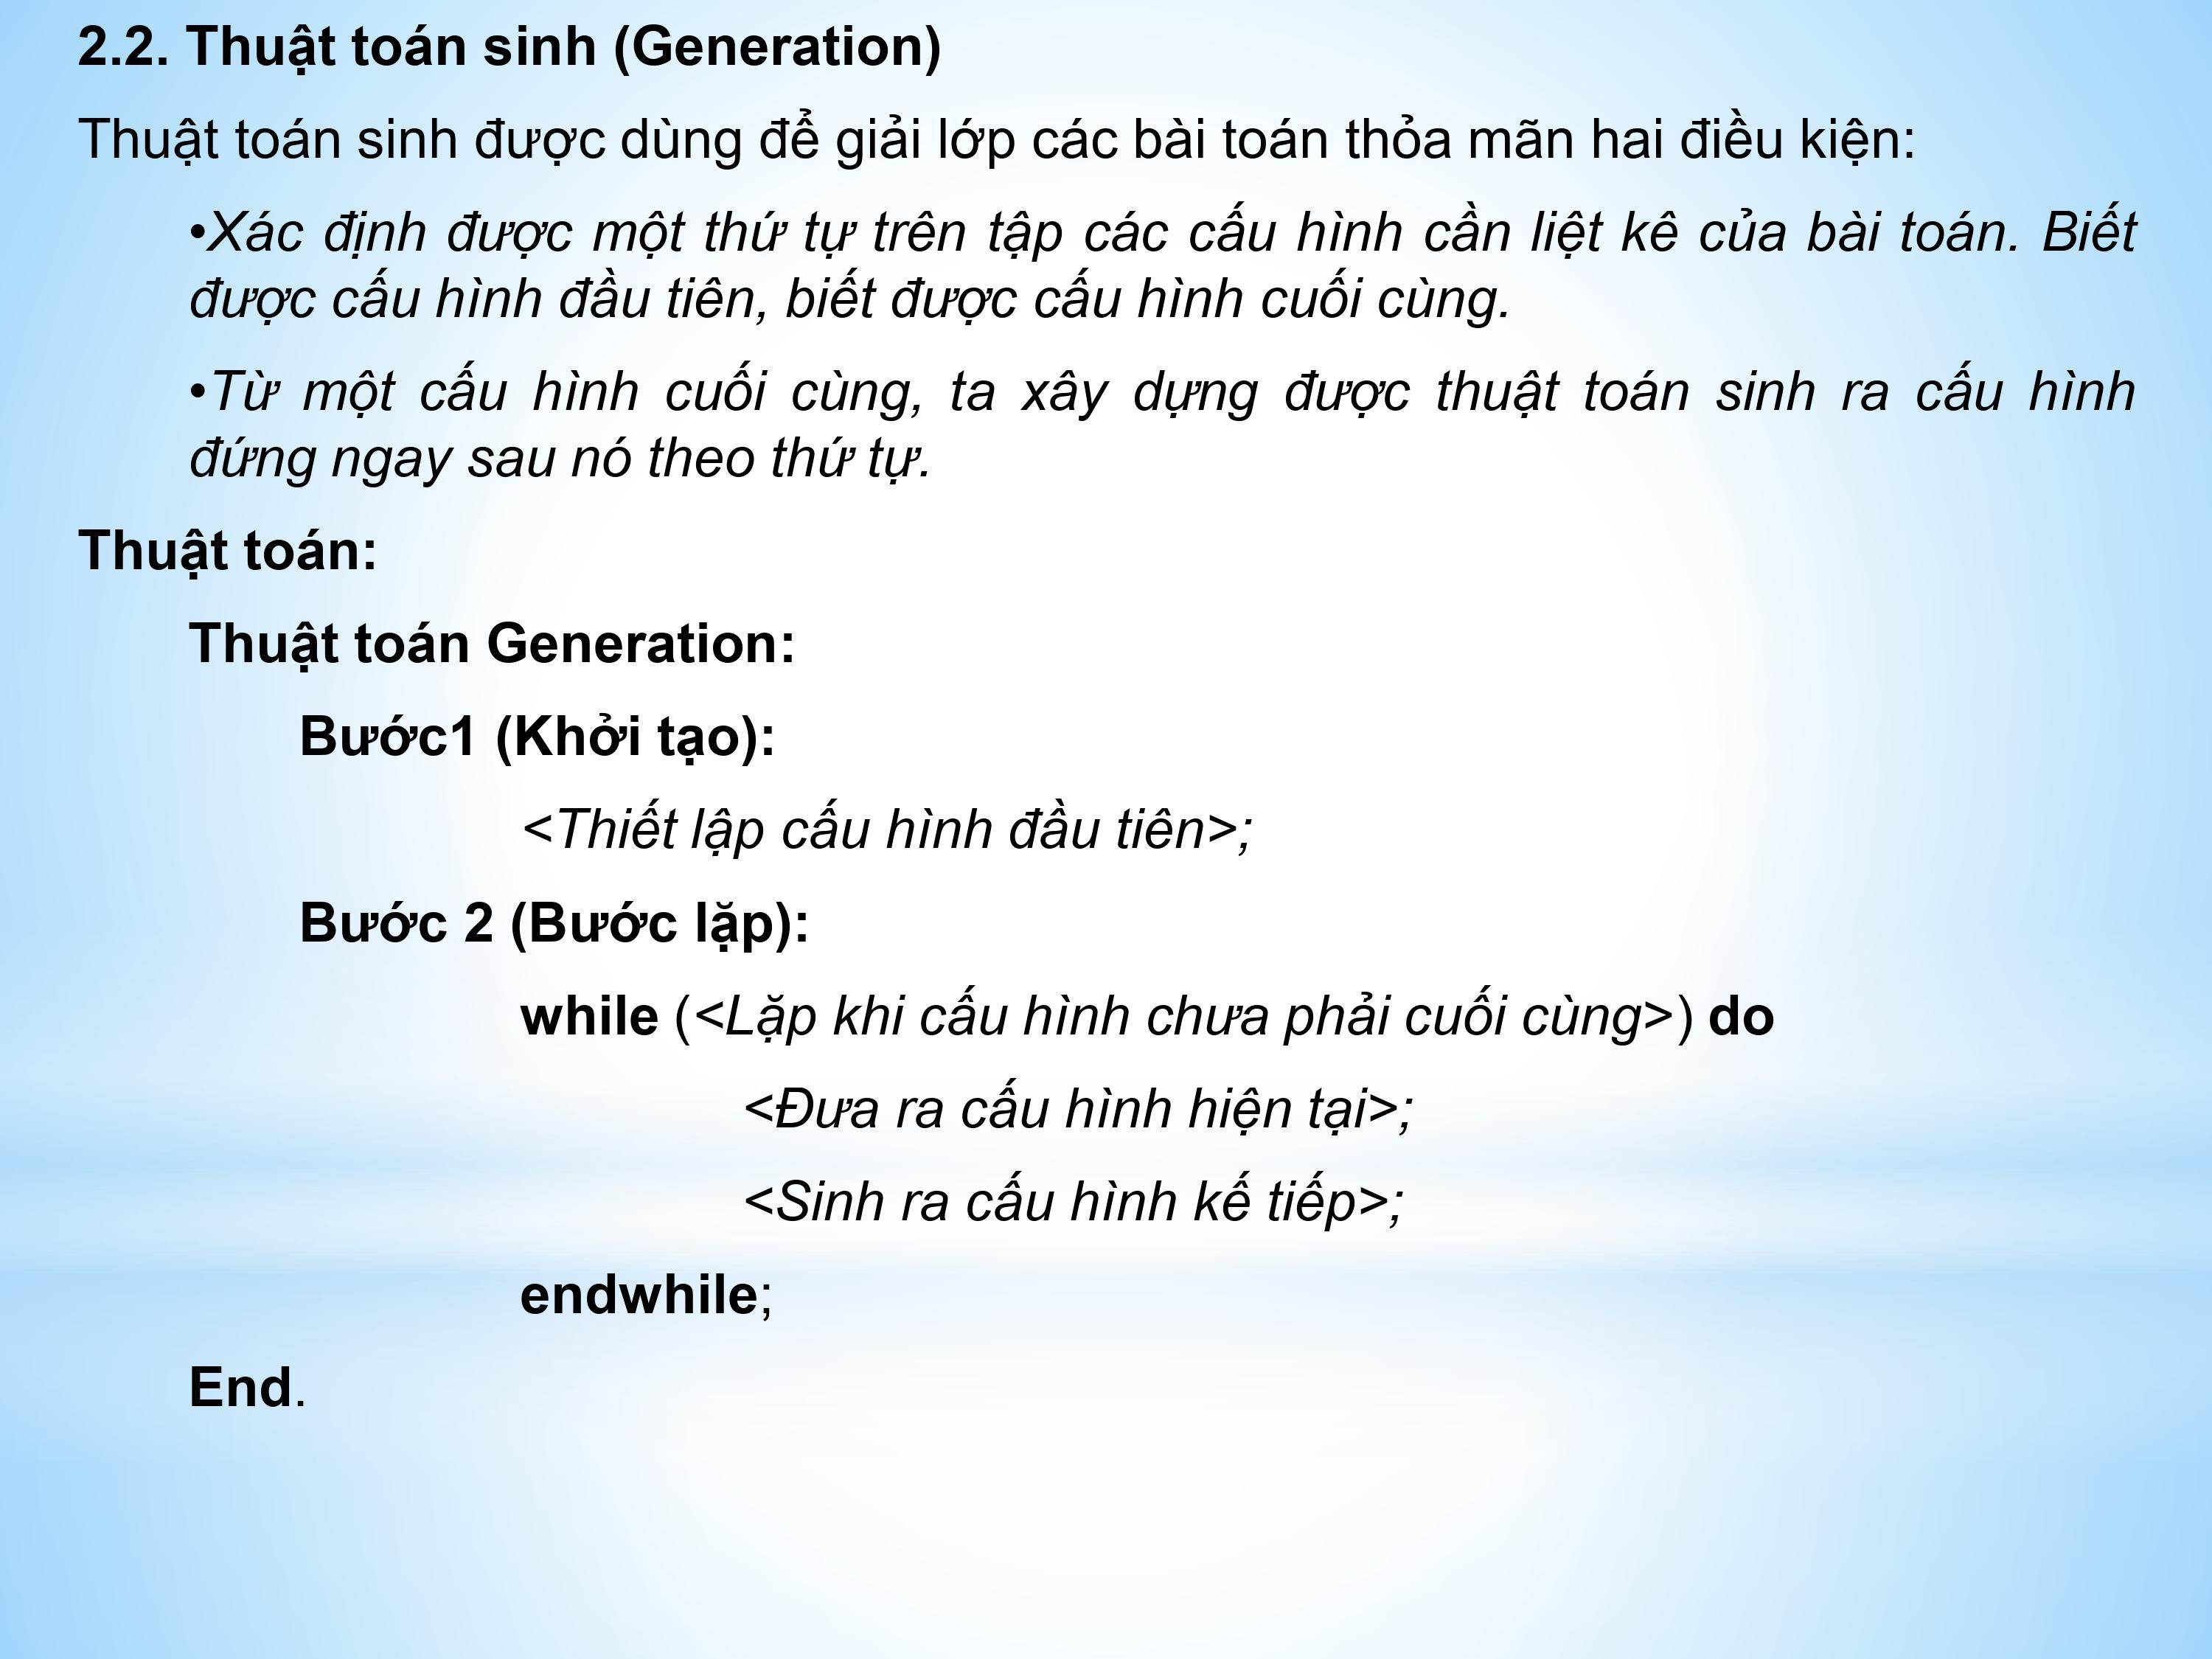 2.2. Thuật toán sinh (Generation)
Thuật toán sinh được dùng để giải lớp các bài toán thỏa mãn hai điều kiện:
•Xác định được một thứ tự trên tập các cấu hình cần liệt kê của bài toán. Biết
được cấu hình đầu tiên, biết được cấu hình cuối cùng.
•Từ một cấu hình cuối cùng, ta xây dựng được thuật toán sinh ra cấu hình
đứng ngay sau nó theo thứ tự.
Thuật toán:
Thuật toán Generation:
Bước1 (Khởi tạo):
<Thiết lập cấu hình đầu tiên>;
Bước 2 (Bước lặp):
while (<Lặp khi cấu hình chưa phải cuối cùng>) do
<Đưa ra cấu hình hiện tại>;
<Sinh ra cấu hình kế tiếp>;
endwhile;
End.